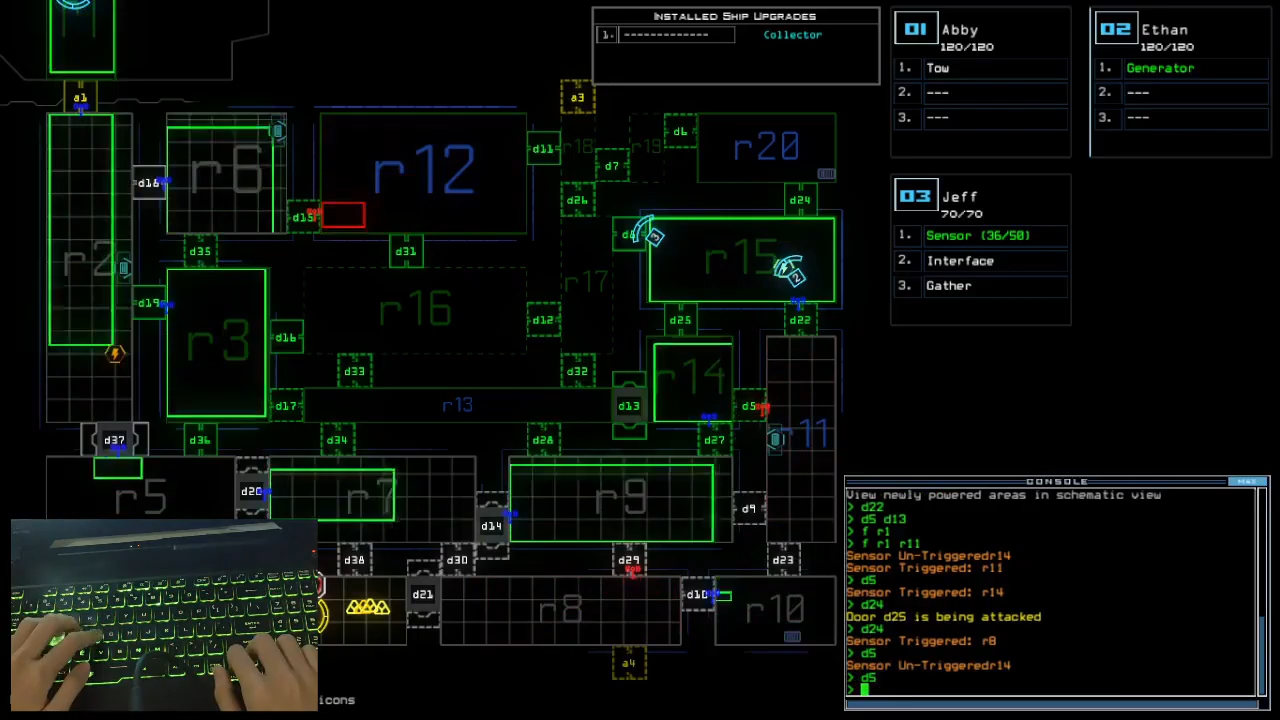 INSTALLED SHIP UPGRADES
1. ------------- Collector
01 Abby
120/120
1. Tow
2. ---
3. ---
02 Ethan
120/120
1. Generator
2. ---
3. ---
03 Jeff
70/70
1. Sensor (36/50)
2. Interface
3. Gather
a1
a3
d6
r12
d11
r18
r19
r20
d7
r6
d26
d24
d15
d35
d31
r15
3
2
r2
r17
d19
r3
r16
d12
d25
d22
d16
d33
d32
r14
d17
r13
d13
d5
r11
d37
d36
d34
d28
d27
r5
d20
r7
d14
r9
d9
d38
d30
d29
d23
d21
r8
d10
r10
a4
icons
CONSOLE
MAX
View newly powered areas in schematic view
> d22
> d5 d13
> f r1
> f r1 r11
Sensor Un-Triggeredr14
Sensor Triggered: r11
> d5
Sensor Triggered: r14
> d24
Door d25 is being attacked
> d24
Sensor Triggered: r8
> d5
Sensor Un-Triggeredr14
> d5
>